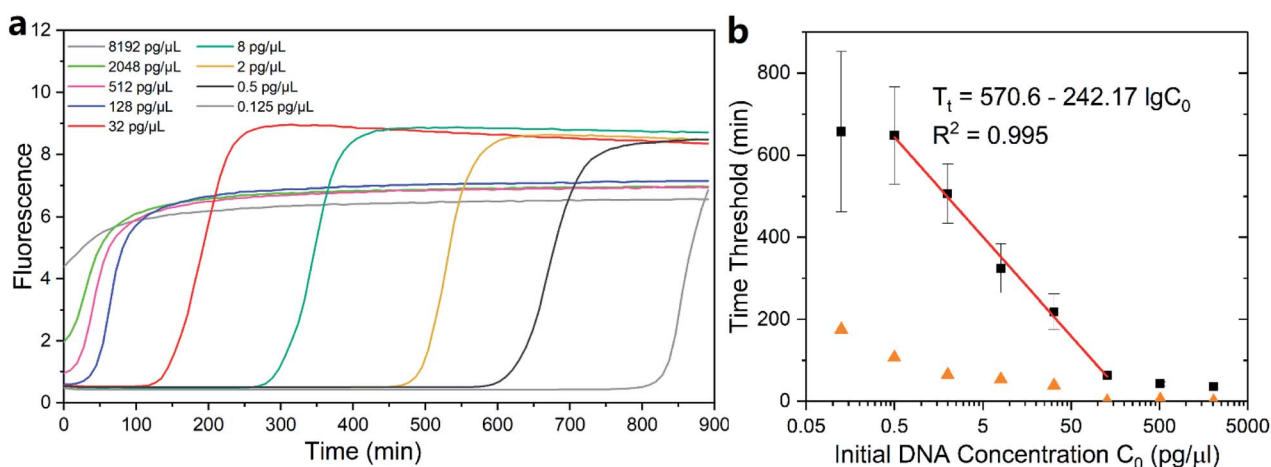 a
8192 pg/µL
2048 pg/µL
512 pg/µL
128 pg/µL
32 pg/µL
8 pg/µL
2 pg/µL
0.5 pg/µL
0.125 pg/µL
12
10
8
6
4
2
0
Fluorescence
0 100 200 300 400 500 600 700 800 900
Time (min)
b
Tt = 570.6 - 242.17 lgC0
R2 = 0.995
800
600
400
200
0
Time Threshold (min)
0.05 0.5 5 50 500 5000
Initial DNA Concentration C0 (pg/µl)